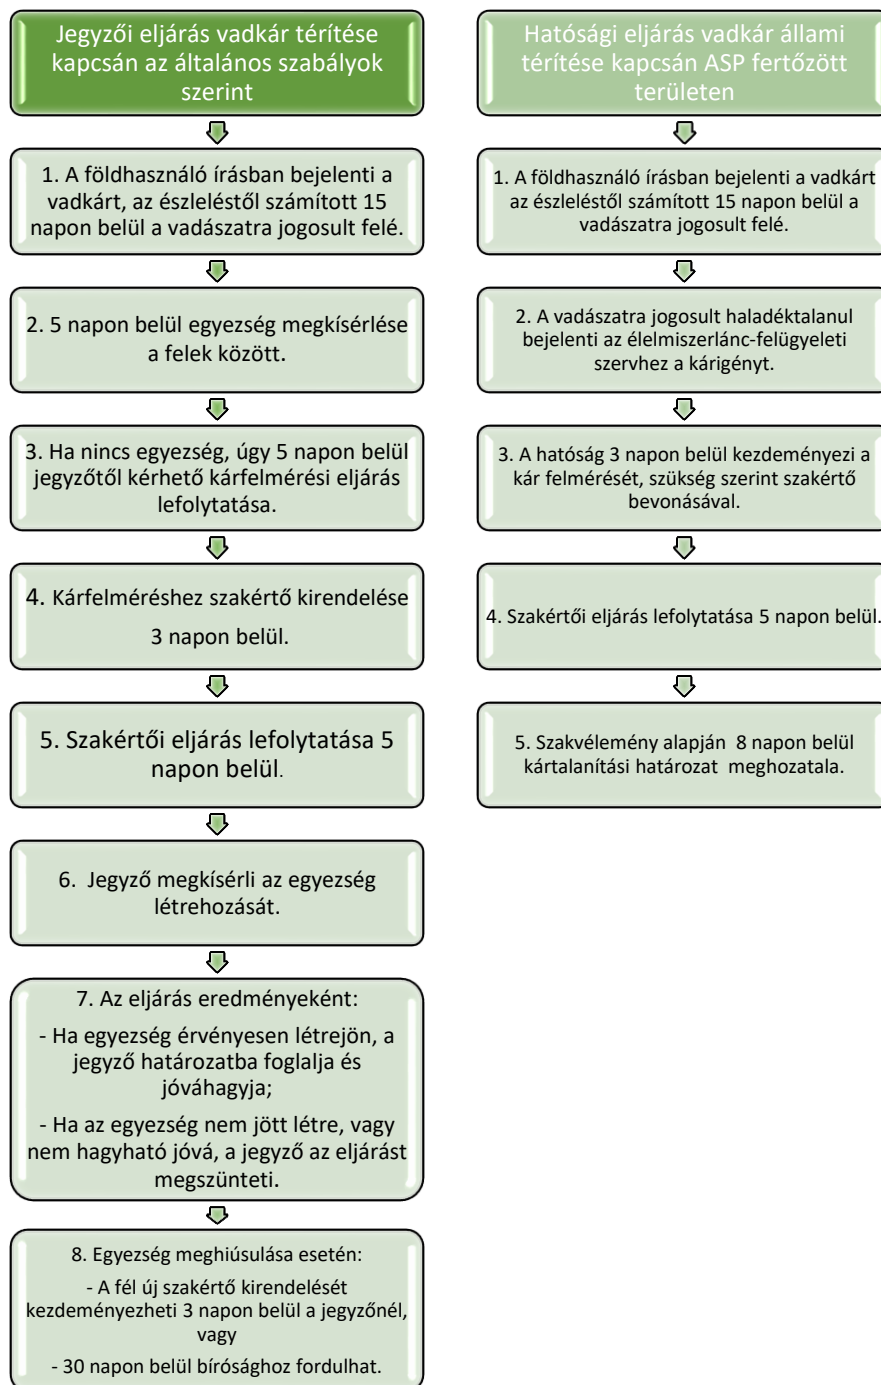 Jegyzői eljárás vadkár térítése
kapcsán az általános szabályok
szerint
1. A földhasználó írásban bejelenti a
vadkárt, az észleléstől számított 15
napon belül a vadászatra jogosult felé.
2. 5 napon belül egyezség megkísérlése
a felek között.
3. Ha nincs egyezség, úgy 5 napon belül
jegyzőtől kérhető kárfelmérési eljárás
lefolytatása.
4. Kárfelméréshez szakértő kirendelése
3 napon belül.
5. Szakértői eljárás lefolytatása 5
napon belül.
6. Jegyző megkísérli az egyezség
létrehozását.
7. Az eljárás eredményeként:
- Ha egyezség érvényesen létrejön, a
jegyző határozatba foglalja és
jóváhagyja;
- Ha az egyezség nem jött létre, vagy
nem hagyható jóvá, a jegyző az eljárást
megszünteti.
8. Egyezség meghiúsulása esetén:
- A fél új szakértő kirendelését
kezdeményezheti 3 napon belül a jegyzőnél,
vagy
- 30 napon belül bírósághoz fordulhat.
Hatósági eljárás vadkár állami
térítése kapcsán ASP fertőzött
területen
1. A földhasználó írásban bejelenti a vadkárt
az észleléstől számított 15 napon belül a
vadászatra jogosult felé.
2. A vadászatra jogosult haladéktalanul
bejelenti az élelmiszerlánc-felügyeleti
szervhez a kárigényt.
3. A hatóság 3 napon belül kezdeményezi a
kár felmérését, szükség szerint szakértő
bevonásával.
4. Szakértői eljárás lefolytatása 5 napon belül.
5. Szakvélemény alapján 8 napon belül
kártalanítási határozat meghozatala.